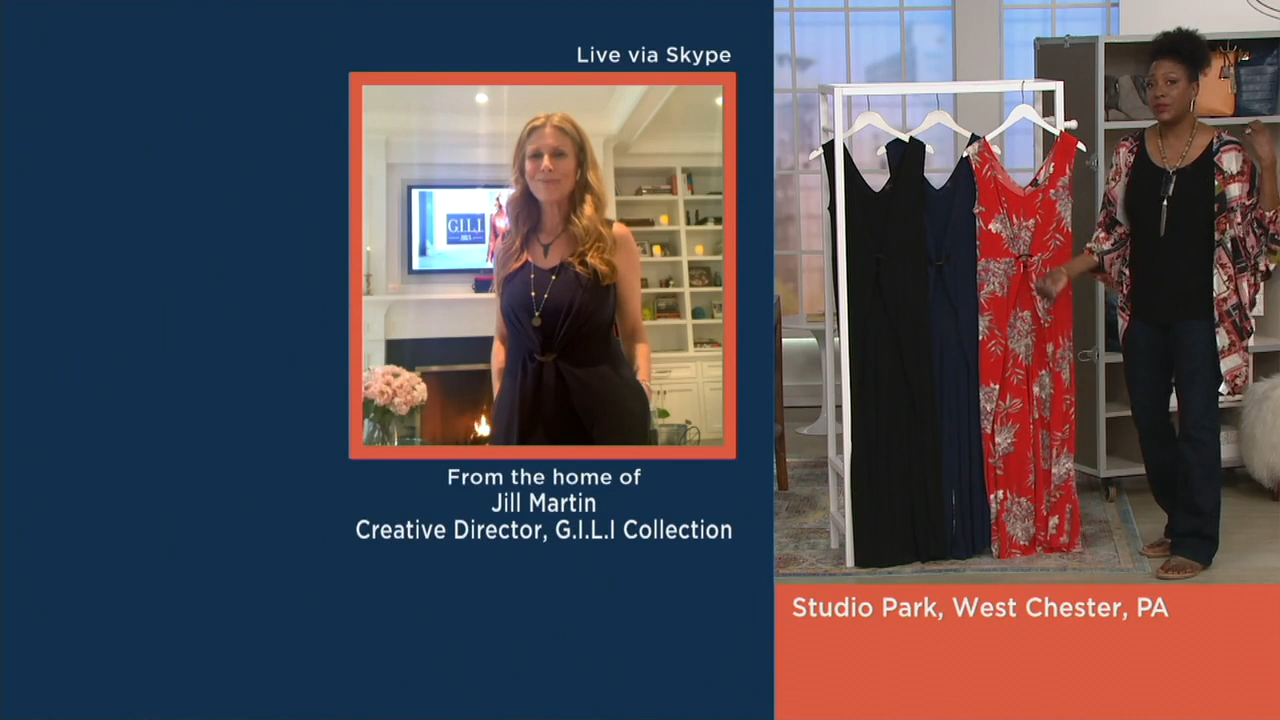 Live via Skype
G.I.L.I.
From the home of
Jill Martin
Creative Director, G.I.L.I Collection
Studio Park, West Chester, PA